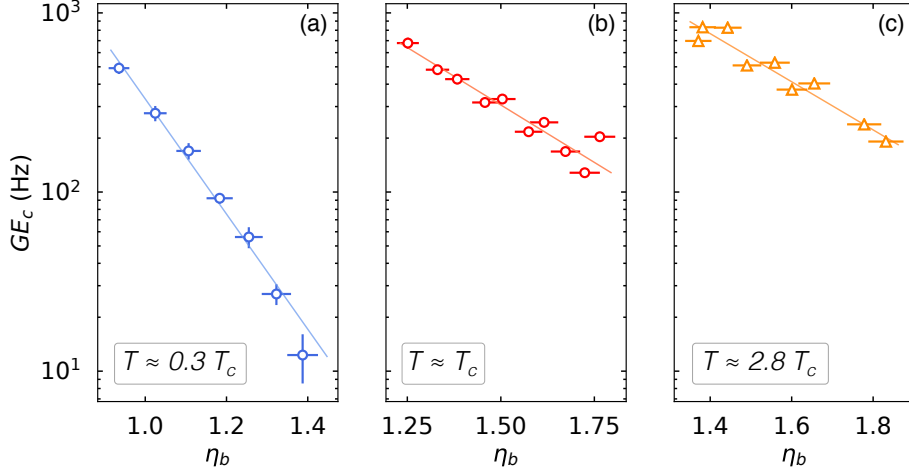 (a) (b) (c)
10³
10²
10¹
GE_c (Hz)
T ≈ 0.3 T_c
T ≈ T_c
T ≈ 2.8 T_c
1.0 1.2 1.4
1.25 1.50 1.75
1.4 1.6 1.8
η_b η_b η_b